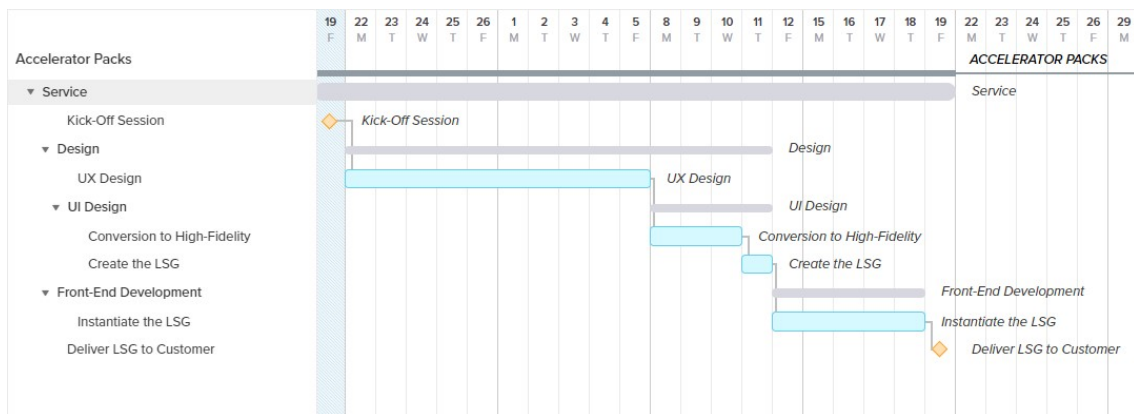 19 22 23 24 25 26 1 2 3 4 5 8 9 10 11 12 15 16 17 18 19 22 23 24 25 26 29
F M T W T F M T W T F M T W T F M T W T F M T W T F M
Accelerator Packs ACCELERATOR PACKS
Service Service
Kick-Off Session Kick-Off Session
Design Design
UX Design UX Design
UI Design UI Design
Conversion to High-Fidelity Conversion to High-Fidelity
Create the LSG Create the LSG
Front-End Development Front-End Development
Instantiate the LSG Instantiate the LSG
Deliver LSG to Customer Deliver LSG to Customer